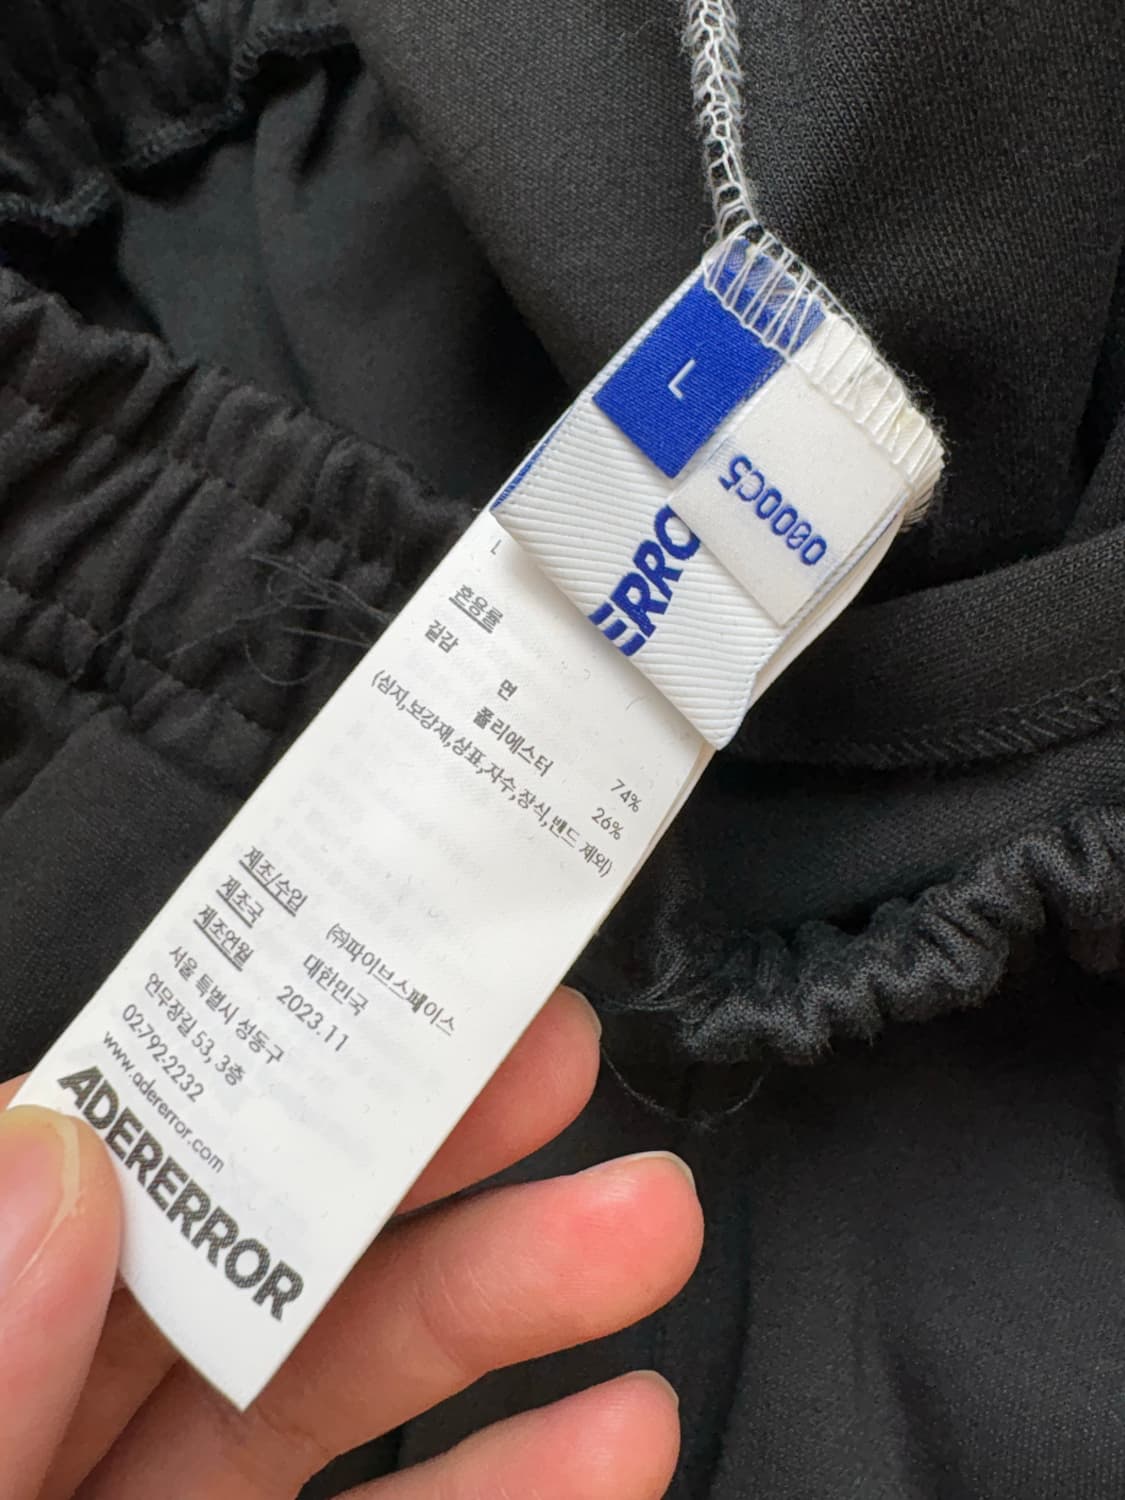 L
0000C5
ERRO
L
혼용률
겉감
면 74%
폴리에스터 26%
(심지,보강재,상표,자수,장식,밴드 제외)
제조/수입 ㈜파이브스페이스
제조국 대한민국
제조연월 2023.11
서울 특별시 성동구
연무장길 53, 3층
02-792-2232
www.adererror.com
ADERERROR